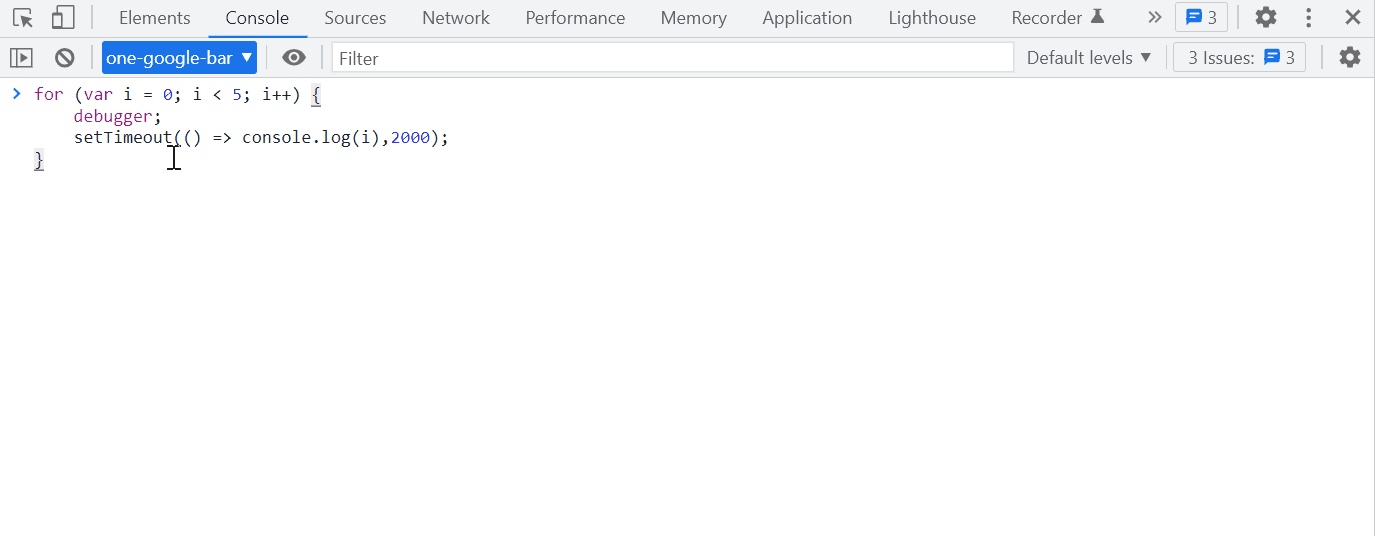 Elements Console Sources Network Performance Memory Application Lighthouse Recorder 3
one-google-bar Filter Default levels 3 Issues: 3
for (var i = 0; i < 5; i++) {
    debugger;
    setTimeout(() => console.log(i),2000);
}